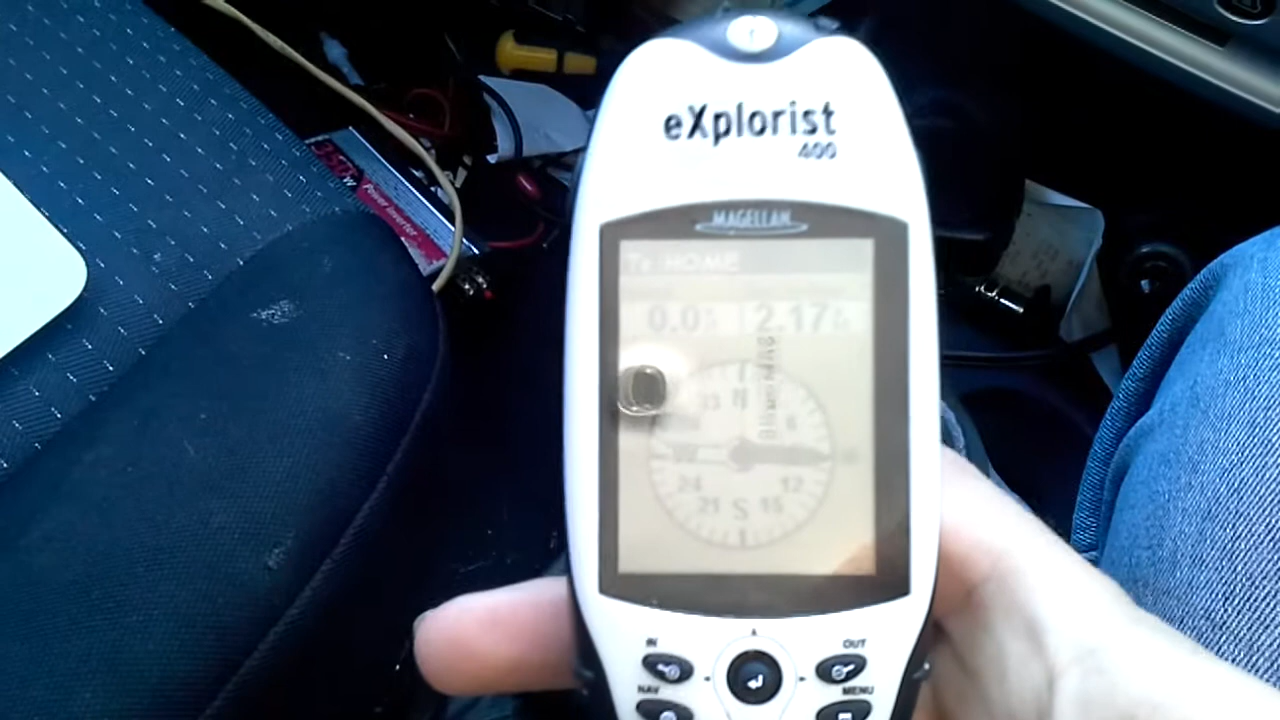 eXplorist
400
MAGELLAN
To: HOME
0.0
2.17
33
N
24
12
21
S
15
IN
OUT
NAV
MENU
350W
Power Inverter